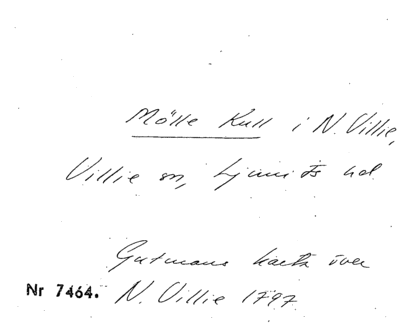 Mölle Kull i N. Villie,
Villie sn, Ljunits hd
Gutmans karta över
Nr 7464. N. Villie 1797